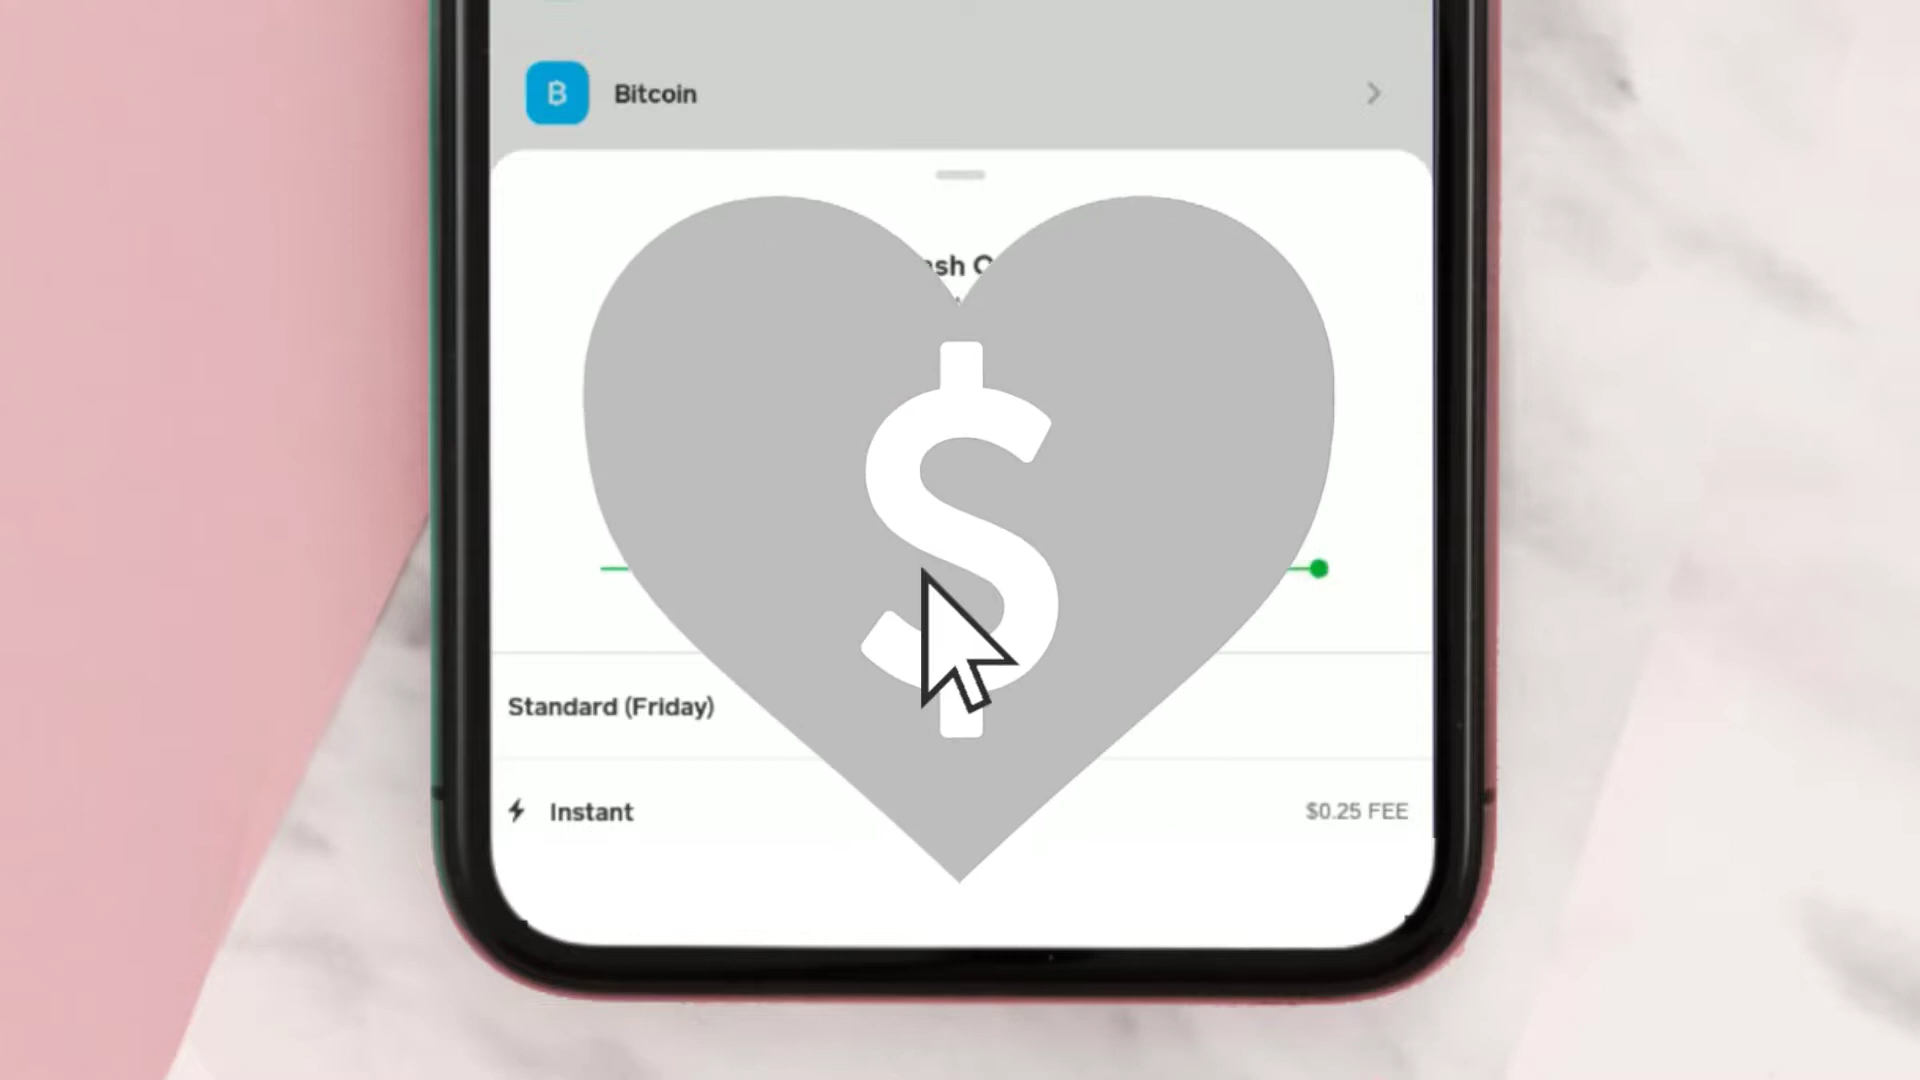 B
Bitcoin
$
Standard (Friday)
Instant
$0.25 FEE